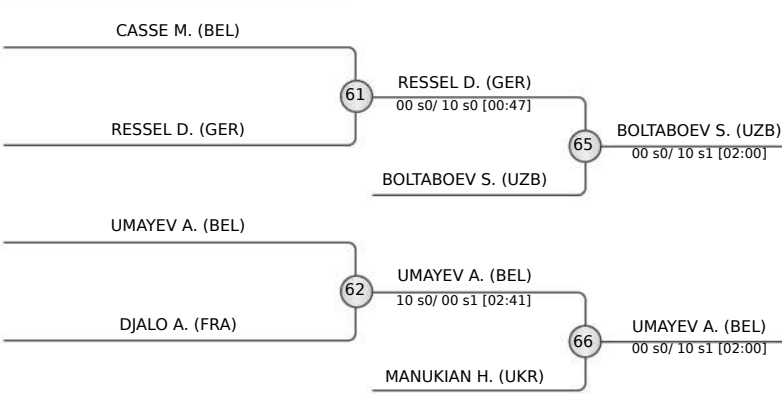 CASSE M. (BEL)
61
RESSEL D. (GER)
00 s0/ 10 s0 [00:47]
RESSEL D. (GER)
65
BOLTABOEV S. (UZB)
00 s0/ 10 s1 [02:00]
BOLTABOEV S. (UZB)
UMAYEV A. (BEL)
62
UMAYEV A. (BEL)
10 s0/ 00 s1 [02:41]
DJALO A. (FRA)
66
UMAYEV A. (BEL)
00 s0/ 10 s1 [02:00]
MANUKIAN H. (UKR)